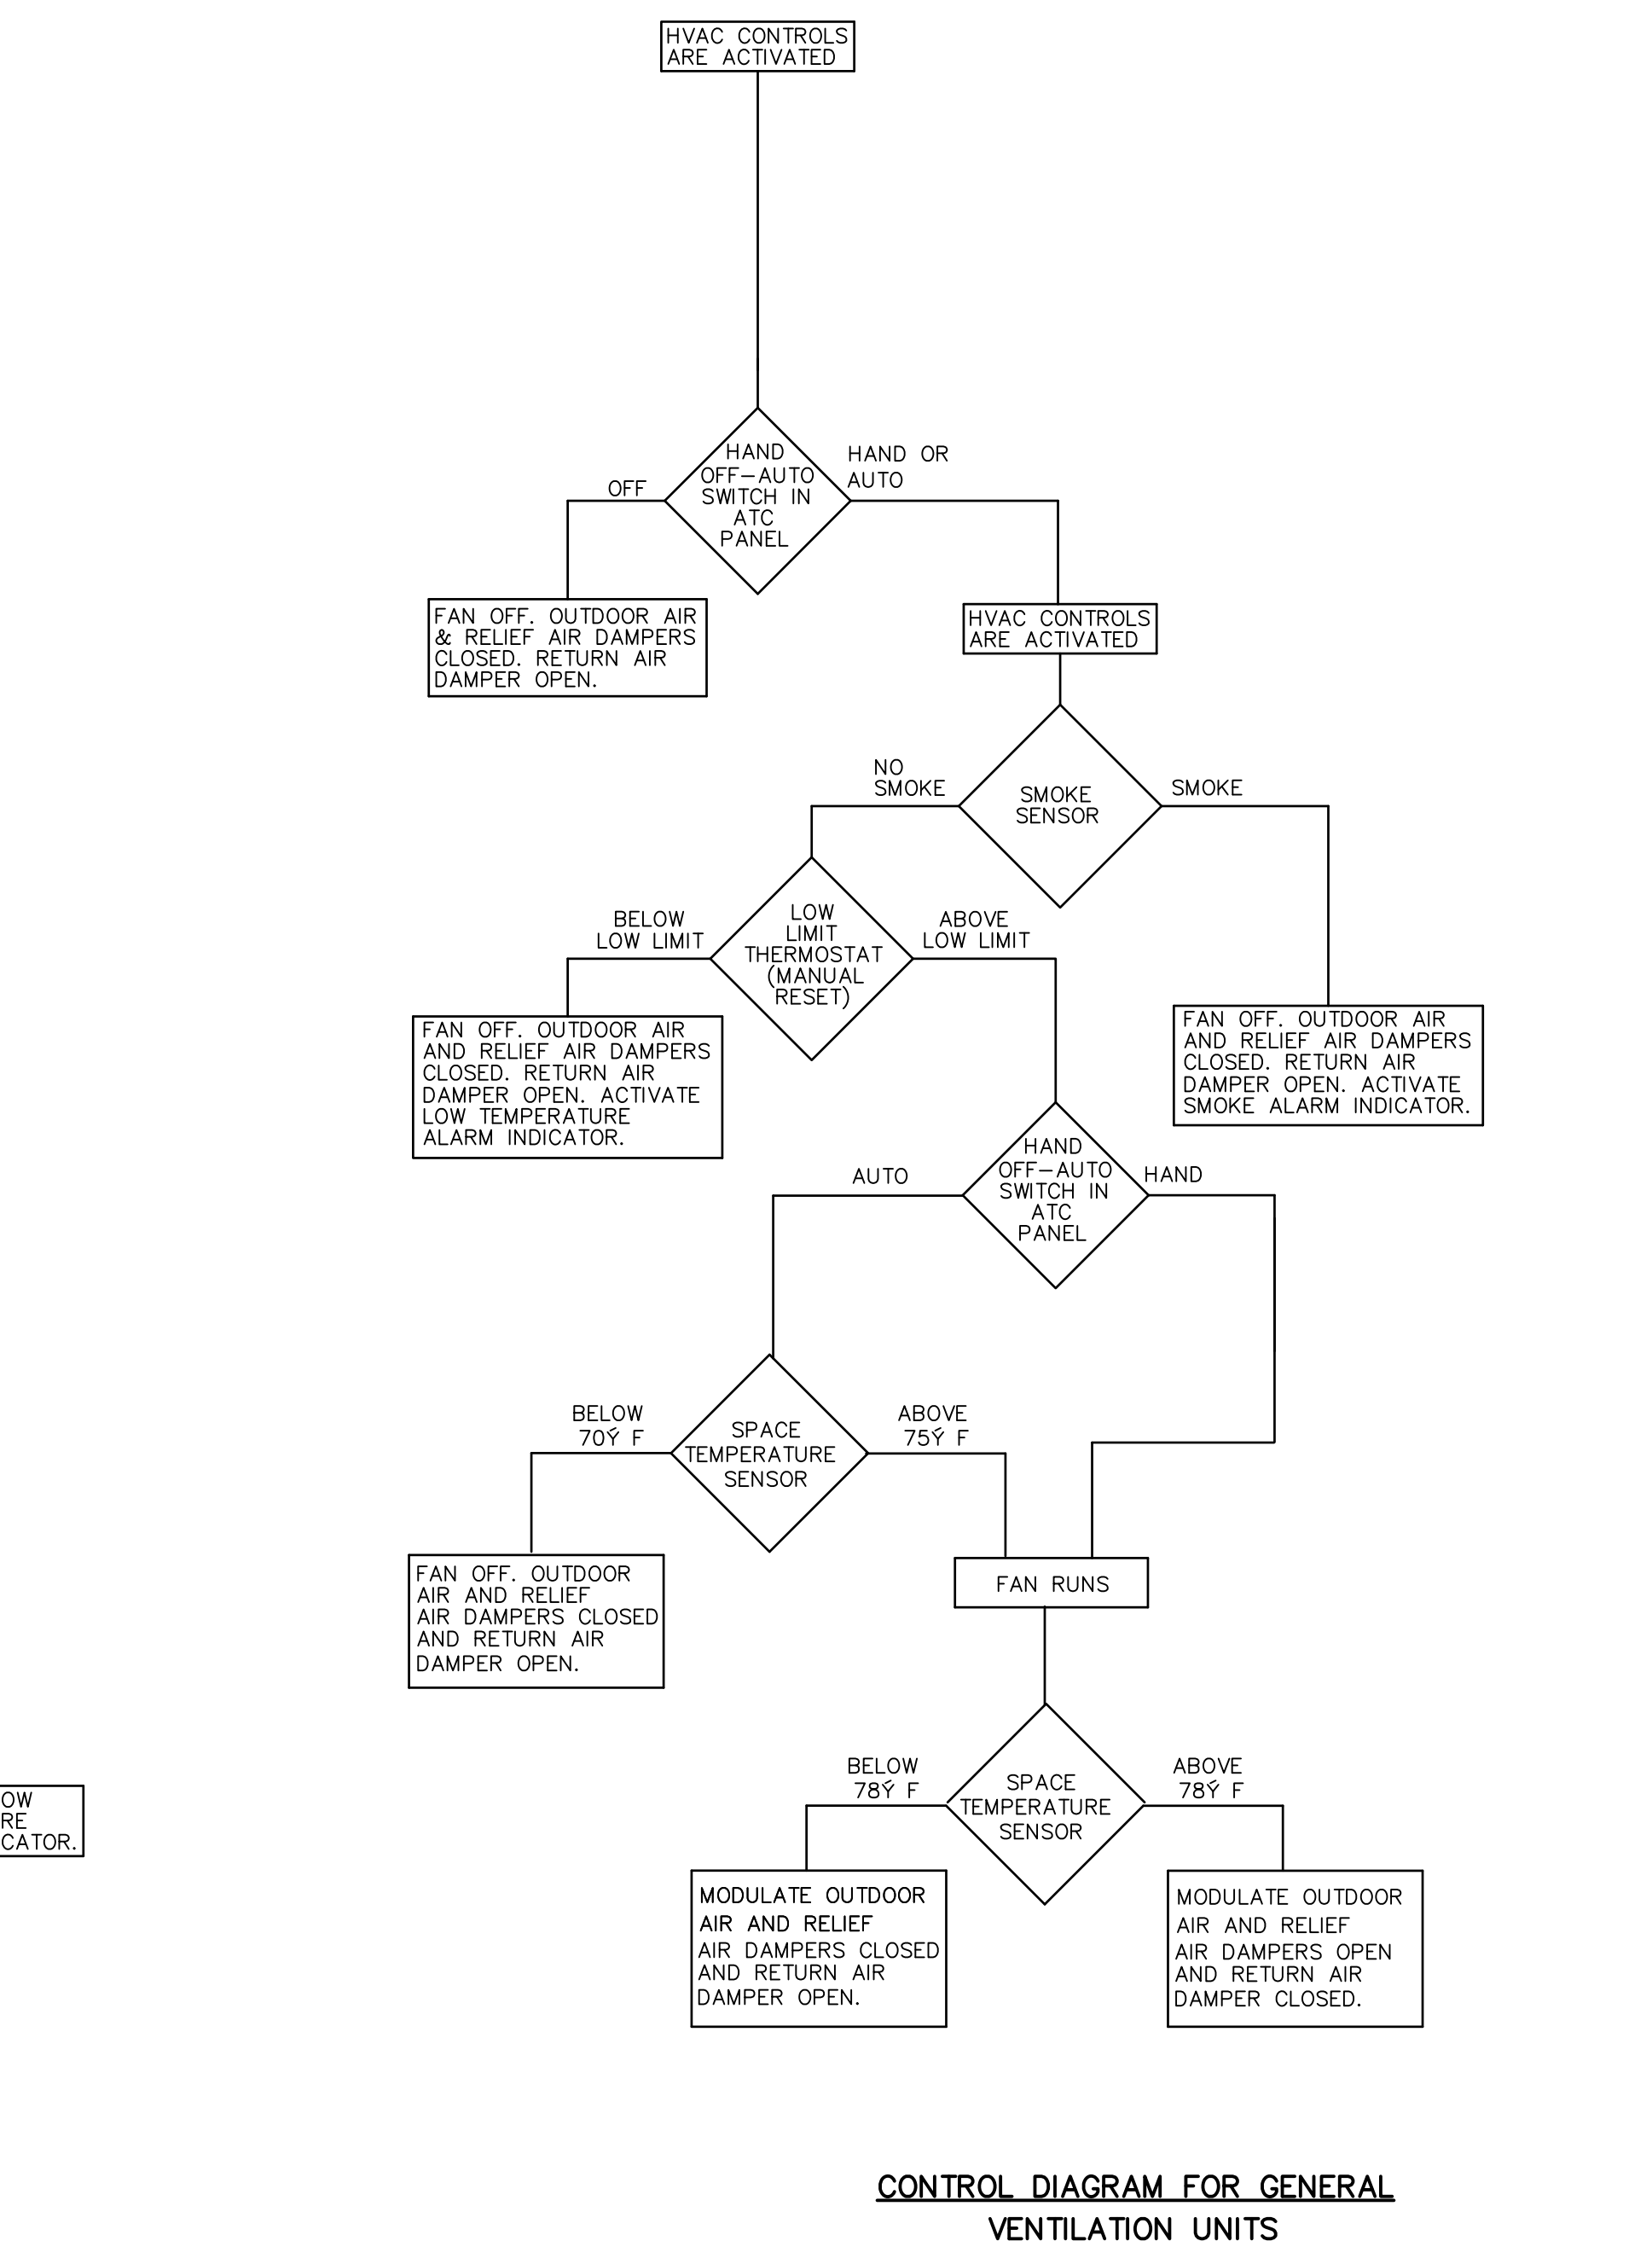 HVAC CONTROLS
ARE ACTIVATED
HAND
OFF-AUTO
SWITCH IN
ATC
PANEL
HAND OR
AUTO
OFF
FAN OFF. OUTDOOR AIR
& RELIEF AIR DAMPERS
CLOSED. RETURN AIR
DAMPER OPEN.
HVAC CONTROLS
ARE ACTIVATED
NO
SMOKE
SMOKE
SENSOR
SMOKE
BELOW
LOW LIMIT
LOW
LIMIT
THERMOSTAT
(MANUAL
RESET)
ABOVE
LOW LIMIT
FAN OFF. OUTDOOR AIR
AND RELIEF AIR DAMPERS
CLOSED. RETURN AIR
DAMPER OPEN. ACTIVATE
LOW TEMPERATURE
ALARM INDICATOR.
FAN OFF. OUTDOOR AIR
AND RELIEF AIR DAMPERS
CLOSED. RETURN AIR
DAMPER OPEN. ACTIVATE
SMOKE ALARM INDICATOR.
AUTO
HAND
OFF-AUTO
SWITCH IN
ATC
PANEL
HAND
BELOW
70Ý F
SPACE
TEMPERATURE
SENSOR
ABOVE
75Ý F
FAN OFF. OUTDOOR
AIR AND RELIEF
AIR DAMPERS CLOSED
AND RETURN AIR
DAMPER OPEN.
FAN RUNS
BELOW
78Ý F
SPACE
TEMPERATURE
SENSOR
ABOVE
78Ý F
OW
RE
CATOR.
MODULATE OUTDOOR
AIR AND RELIEF
AIR DAMPERS CLOSED
AND RETURN AIR
DAMPER OPEN.
MODULATE OUTDOOR
AIR AND RELIEF
AIR DAMPERS OPEN
AND RETURN AIR
DAMPER CLOSED.
CONTROL DIAGRAM FOR GENERAL
VENTILATION UNITS